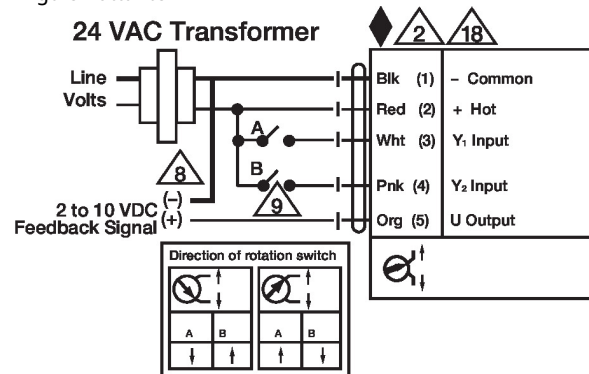 24 VAC Transformer
2
18
Line
Volts
Blk (1) – Common
Red (2) + Hot
A
Wht (3) Y₁ Input
B
Pnk (4) Y₂ Input
8
9
2 to 10 VDC (–)
Feedback Signal (+)
Org (5) U Output
Direction of rotation switch
A B A B